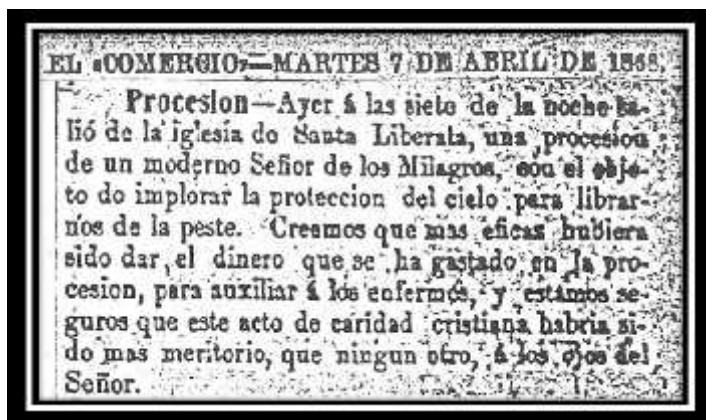 EL «COMERCIO»—MARTES 7 DE ABRIL DE 1868.
Procesion—Ayer á las siete de la noche sa-
lió de la iglesia de Santa Liberata, una procesion
de un moderno Señor de los Milagros, con el obje-
to de implorar la proteccion del cielo para librar-
nos de la peste. Creemos que mas eficas hubiera
sido dar el dinero que se ha gastado en la pro-
cesion, para auxiliar á los enfermos, y estamos se-
guros que este acto de caridad cristiana habria si-
do mas meritorio, que ningun otro, á los ojos del
Señor.